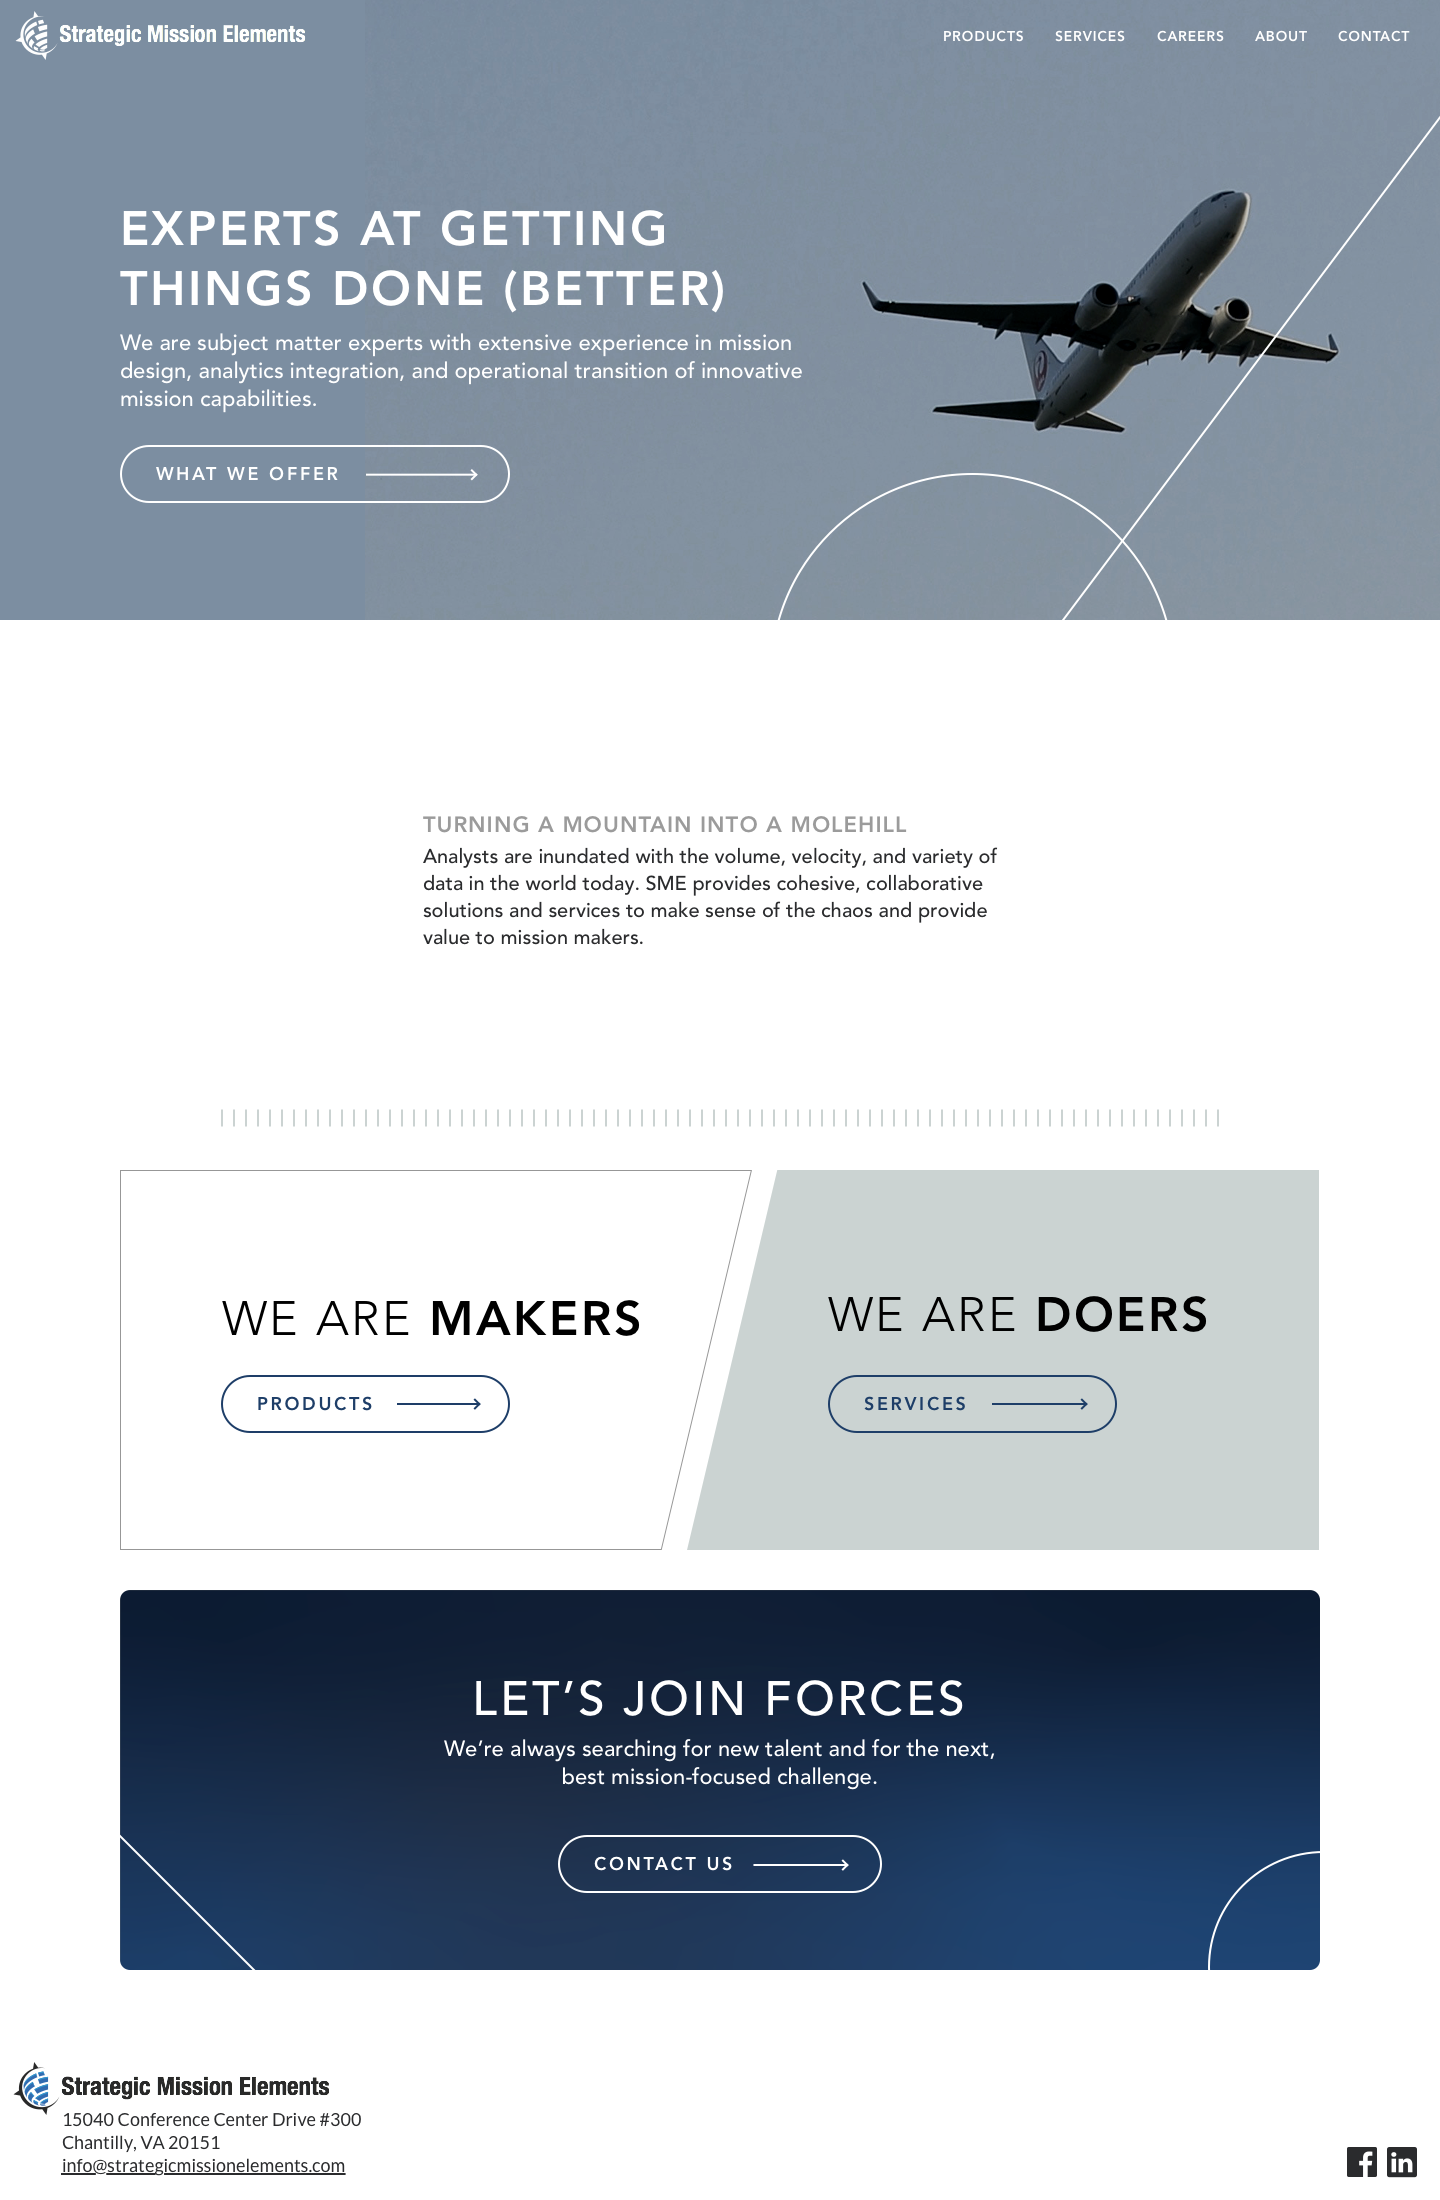 Strategic Mission Elements
PRODUCTS SERVICES CAREERS ABOUT CONTACT
EXPERTS AT GETTING
THINGS DONE (BETTER)
We are subject matter experts with extensive experience in mission
design, analytics integration, and operational transition of innovative
mission capabilities.
WHAT WE OFFER
TURNING A MOUNTAIN INTO A MOLEHILL
Analysts are inundated with the volume, velocity, and variety of
data in the world today. SME provides cohesive, collaborative
solutions and services to make sense of the chaos and provide
value to mission makers.
WE ARE MAKERS
PRODUCTS
WE ARE DOERS
SERVICES
LET’S JOIN FORCES
We’re always searching for new talent and for the next,
best mission-focused challenge.
CONTACT US
Strategic Mission Elements
15040 Conference Center Drive #300
Chantilly, VA 20151
info@strategicmissionelements.com